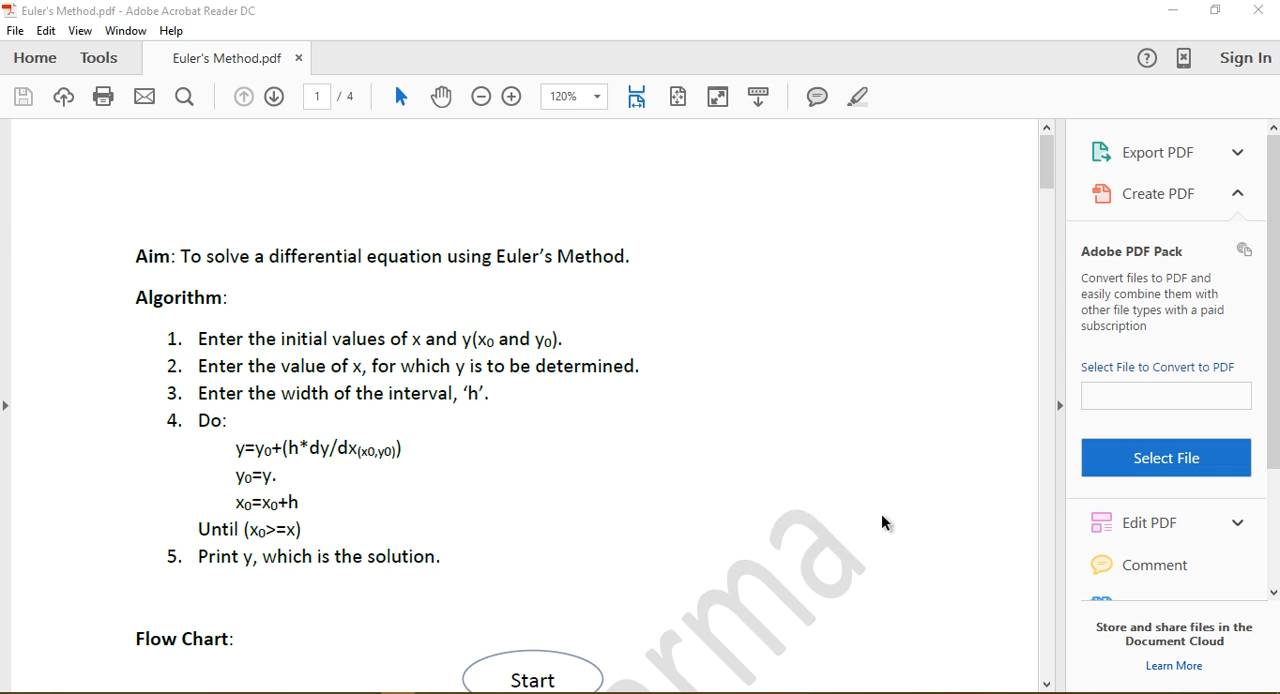 Euler's Method.pdf - Adobe Acrobat Reader DC
File Edit View Window Help
Home Tools Euler's Method.pdf × Sign In
1 / 4 120%
Export PDF
Create PDF
Adobe PDF Pack
Convert files to PDF and
easily combine them with
other file types with a paid
subscription
Select File to Convert to PDF
Select File
Edit PDF
Comment
Store and share files in the
Document Cloud
Learn More
Aim: To solve a differential equation using Euler’s Method.
Algorithm:
1. Enter the initial values of x and y(x₀ and y₀).
2. Enter the value of x, for which y is to be determined.
3. Enter the width of the interval, ‘h’.
4. Do:
y=y₀+(h*dy/dx(x0,y0))
y₀=y.
x₀=x₀+h
Until (x₀>=x)
5. Print y, which is the solution.
Flow Chart:
Start